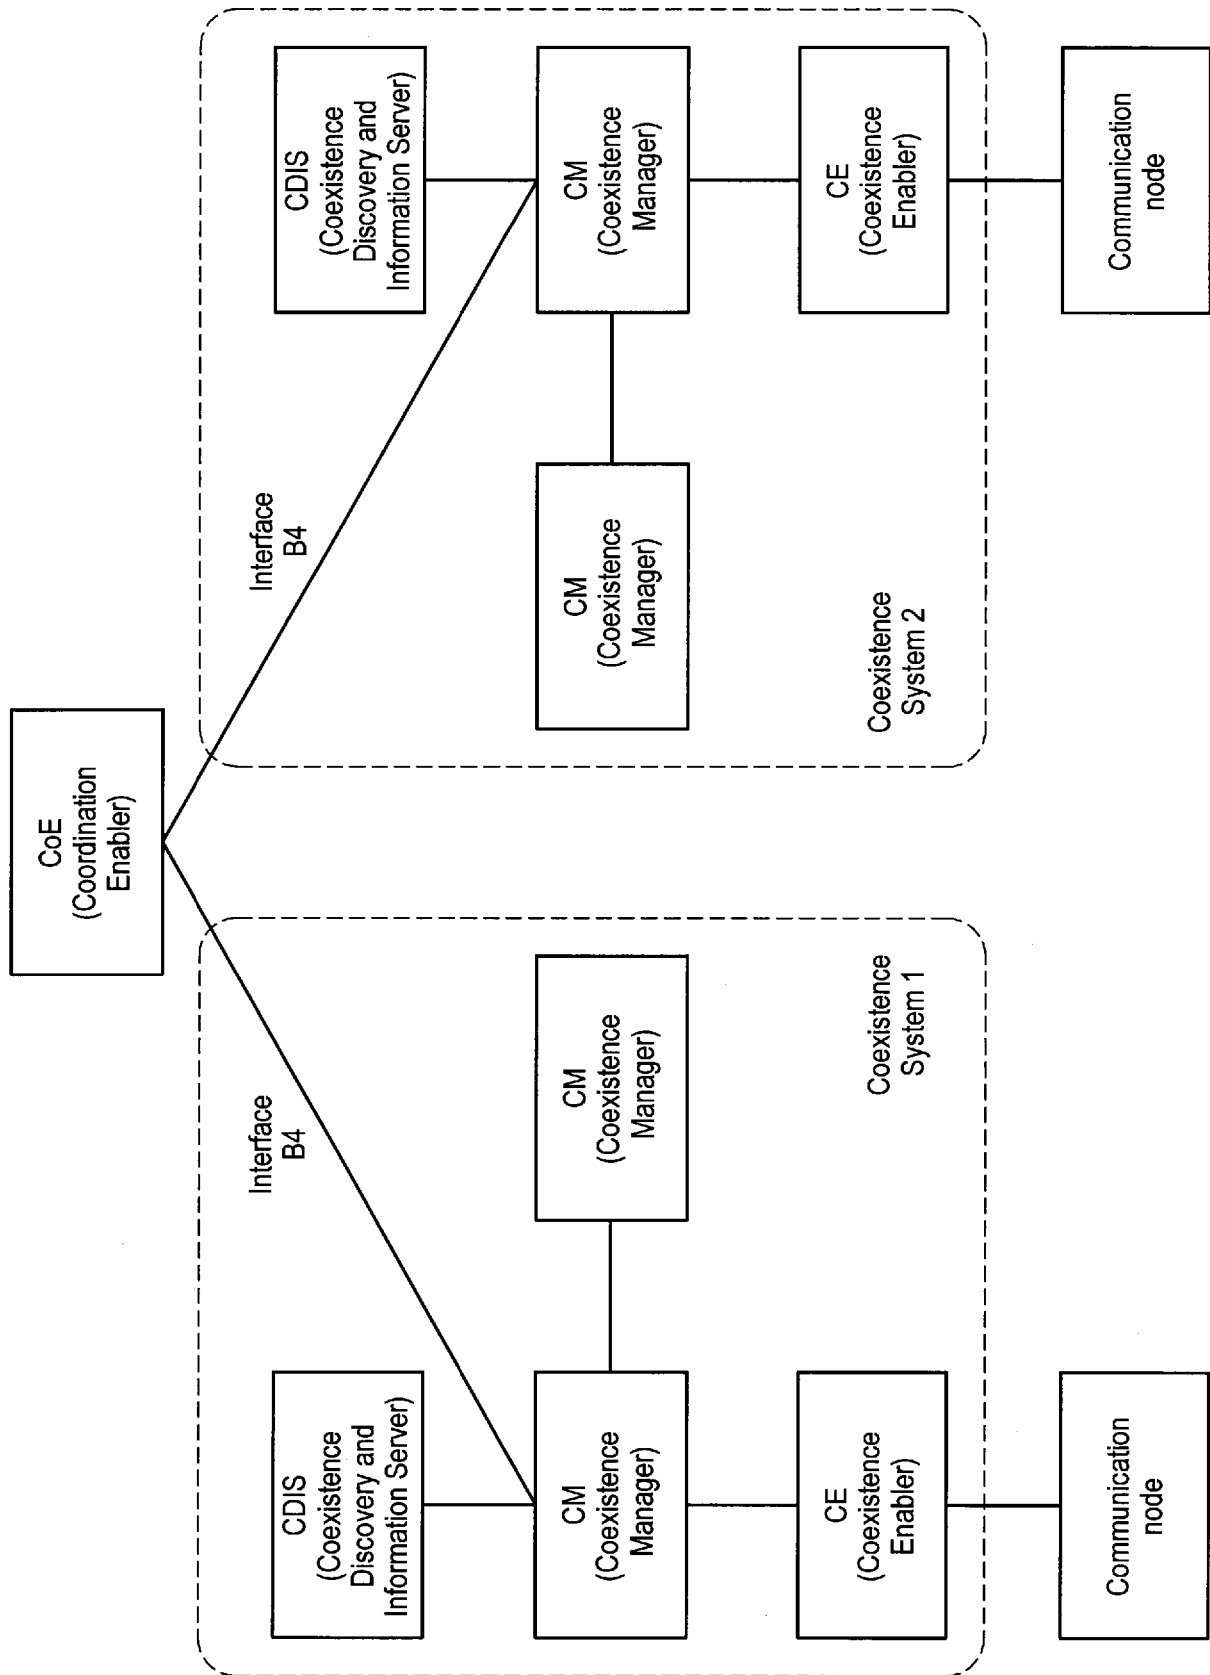 CoE
(Coordination
Enabler)
Interface
B4
Interface
B4
CDIS
(Coexistence
Discovery and
Information Server)
CDIS
(Coexistence
Discovery and
Information Server)
CM
(Coexistence
Manager)
CM
(Coexistence
Manager)
CM
(Coexistence
Manager)
CM
(Coexistence
Manager)
CE
(Coexistence
Enabler)
Coexistence
System 1
Coexistence
System 2
CE
(Coexistence
Enabler)
Communication
node
Communication
node